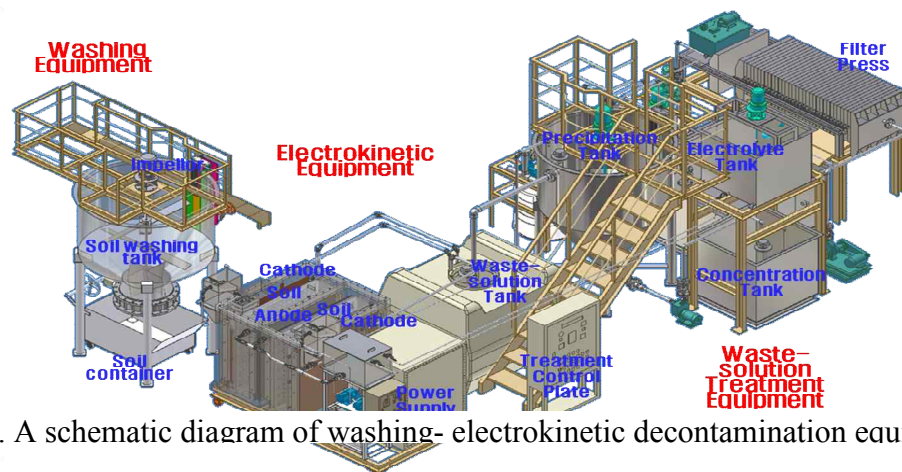 Washing
Equipment
Impellor
Soil washing
tank
Soil
container
Electrokinetic
Equipment
Cathode
Soil
Anode
Soil
Cathode
Power
Supply
Waste-
solution
Tank
Treatment
Control
Plate
Precipitation
Tank
Electrolyte
Tank
Filter
Press
Concentration
Tank
Waste-
solution
Treatment
Equipment
. A schematic diagram of washing- electrokinetic decontamination equi